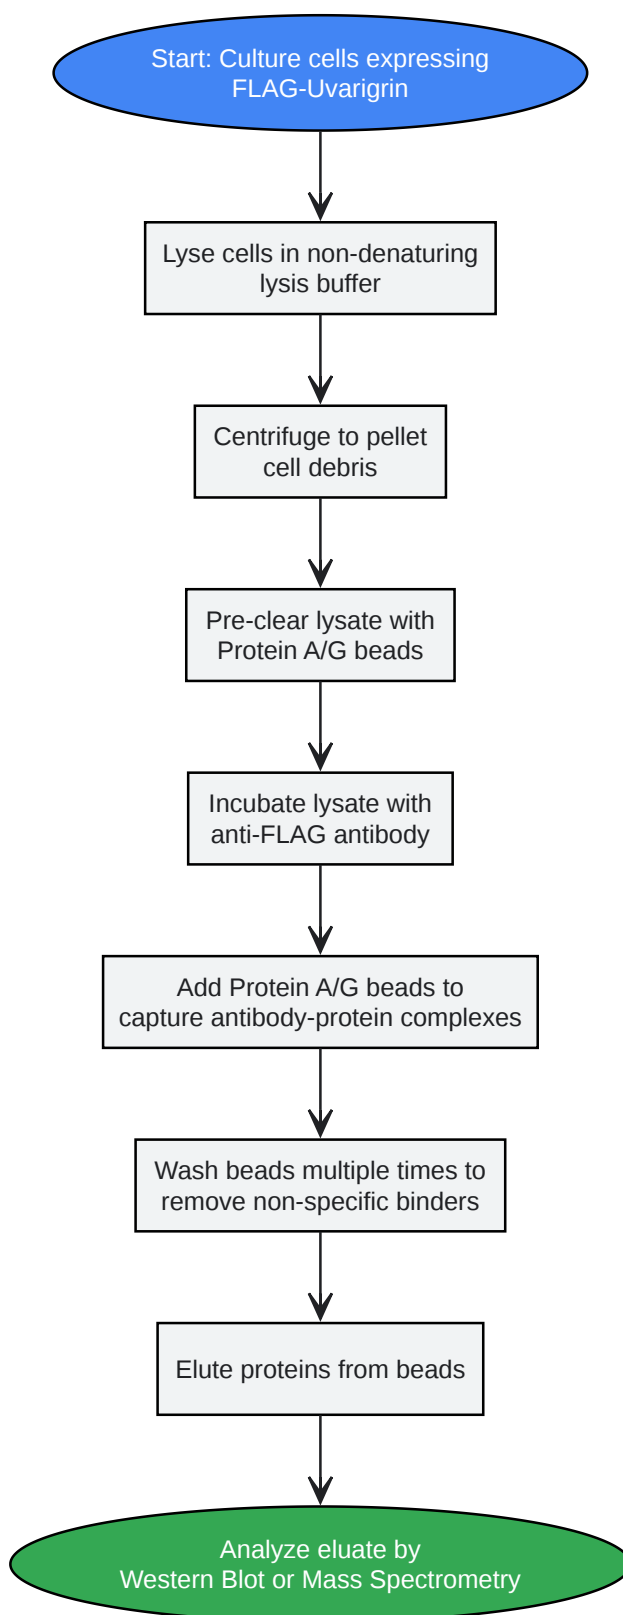 Start: Culture cells expressing
FLAG-Uvarigrin
Lyse cells in non-denaturing
lysis buffer
Centrifuge to pellet
cell debris
Pre-clear lysate with
Protein A/G beads
Incubate lysate with
anti-FLAG antibody
Add Protein A/G beads to
capture antibody-protein complexes
Wash beads multiple times to
remove non-specific binders
Elute proteins from beads
Analyze eluate by
Western Blot or Mass Spectrometry